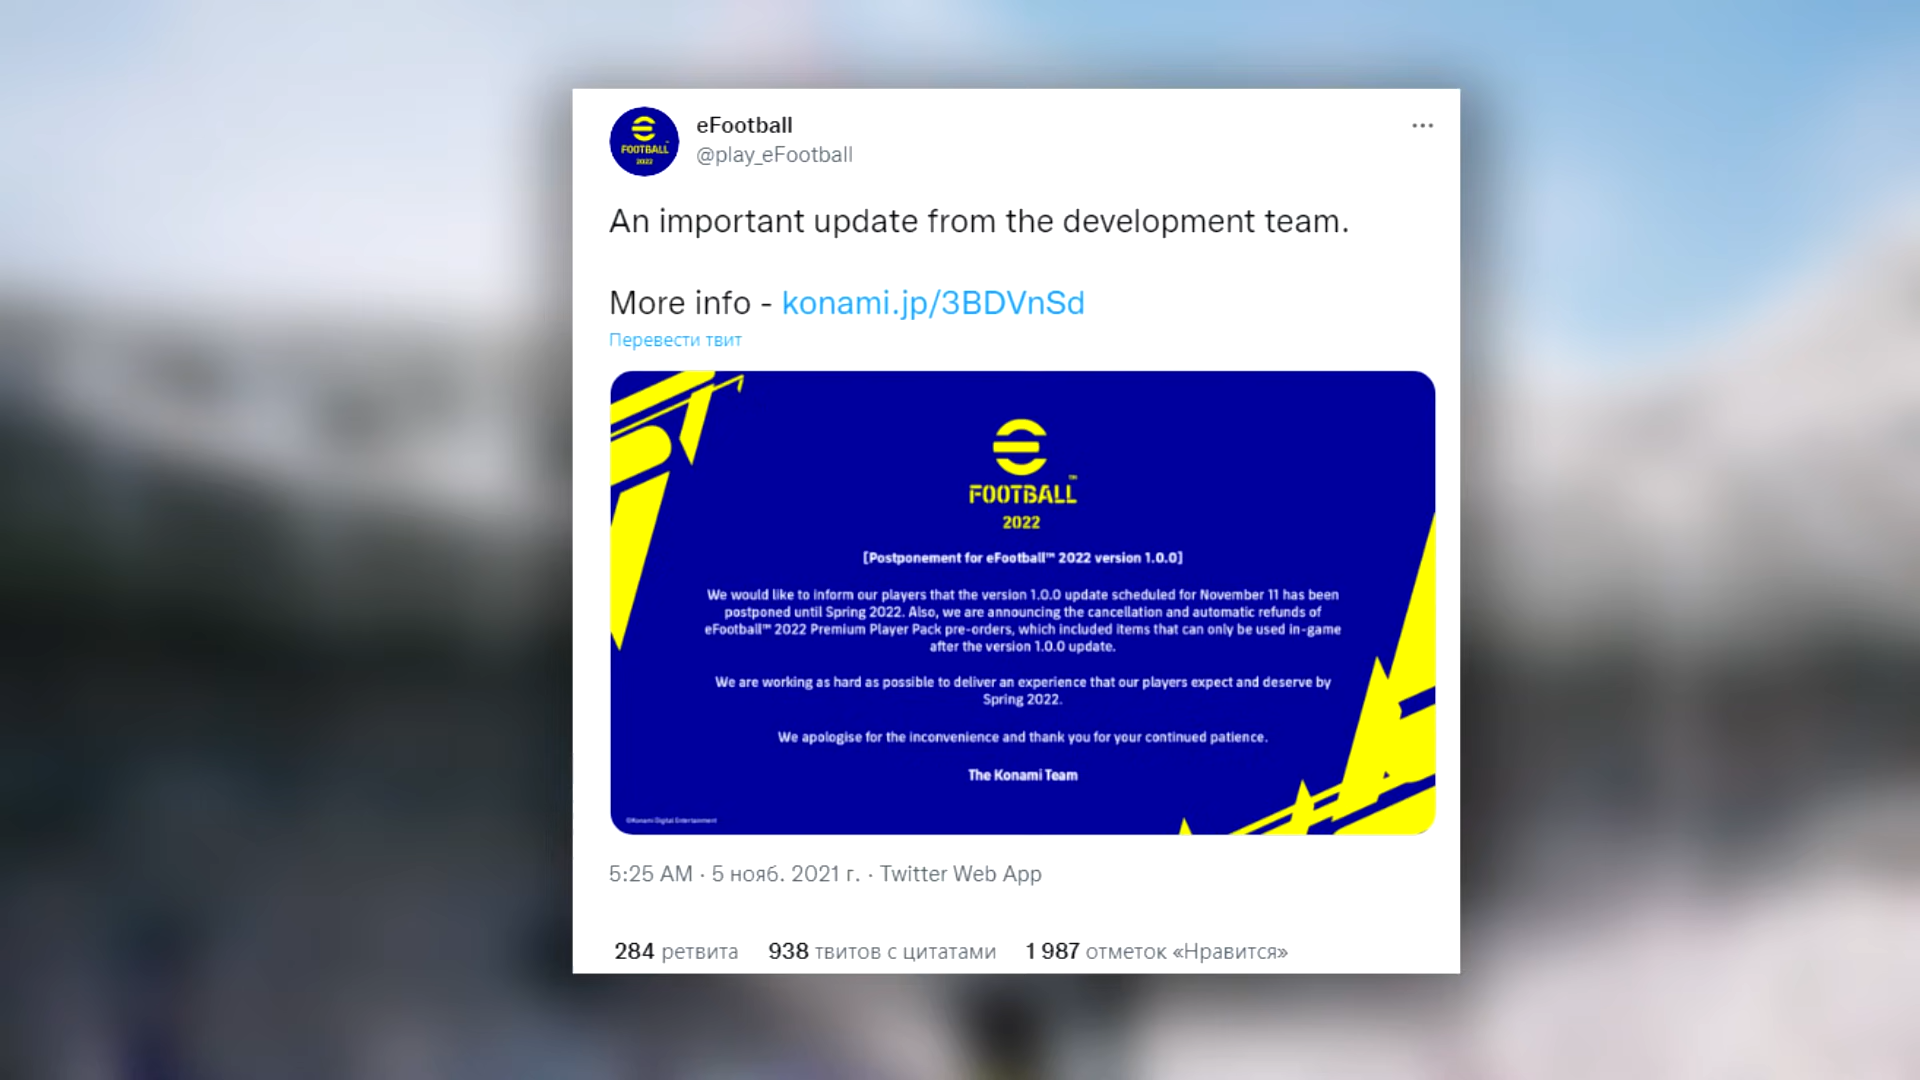 eFootball
@play_eFootball
FOOTBALL
2022
An important update from the development team.
More info - konami.jp/3BDVnSd
Перевести твит
FOOTBALL™
2022
[Postponement for eFootball™ 2022 version 1.0.0]
We would like to inform our players that the version 1.0.0 update scheduled for November 11 has been
postponed until Spring 2022. Also, we are announcing the cancellation and automatic refunds of
eFootball™ 2022 Premium Player Pack pre-orders, which included items that can only be used in-game
after the version 1.0.0 update.
We are working as hard as possible to deliver an experience that our players expect and deserve by
Spring 2022.
We apologise for the inconvenience and thank you for your continued patience.
The Konami Team
©Konami Digital Entertainment
5:25 AM · 5 нояб. 2021 г. · Twitter Web App
284 ретвита 938 твитов с цитатами 1 987 отметок «Нравится»